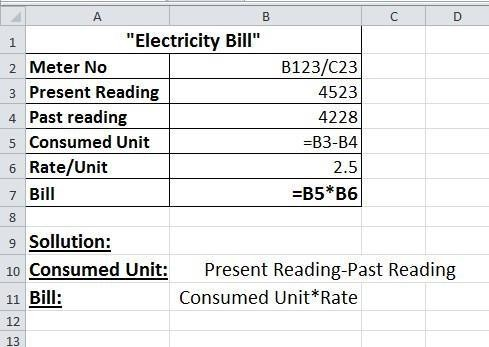 A B C D
1 "Electricity Bill"
2 Meter No B123/C23
3 Present Reading 4523
4 Past reading 4228
5 Consumed Unit =B3-B4
6 Rate/Unit 2.5
7 Bill =B5*B6
8
9 Sollution:
10 Consumed Unit: Present Reading-Past Reading
11 Bill: Consumed Unit*Rate
12
13